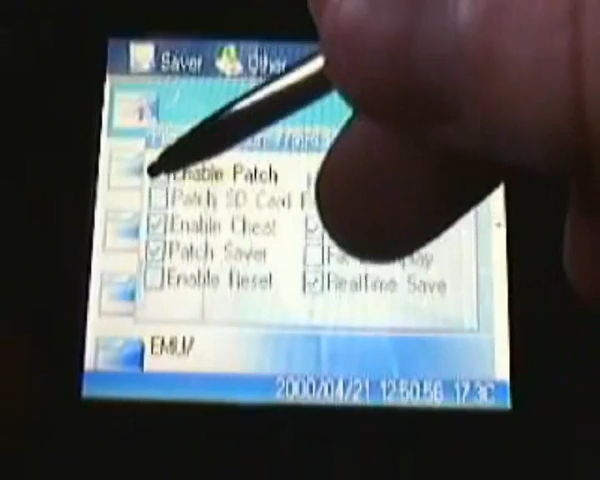 Saver Other
Enable Patch
Patch SD Card
Enable Cheat
Patch Saver
Enable Reset RealTime Save
EMU/
2000/04/21 12:50:56 17.3C